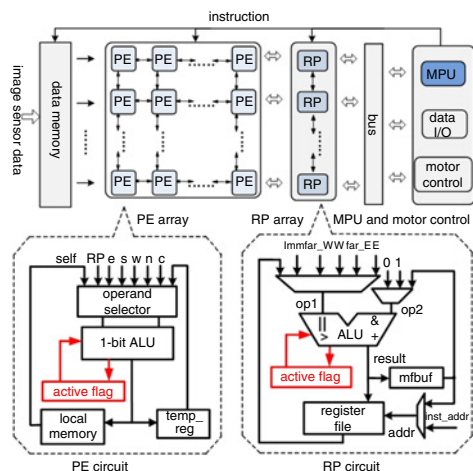 instruction
image sensor data
data memory
PE PE PE
RP
MPU
PE PE PE
RP
bus
data
I/O
PE PE PE
RP
motor
control
PE array
RP array
MPU and motor control
self RP e s w n c
operand
selector
1-bit ALU
active flag
local
memory
temp_
reg
PE circuit
Immfar_WWfar_EE
0 1
op1
op2
|| > ALU & +
result
active flag
mfbuf
register
file
inst_addr
addr
RP circuit